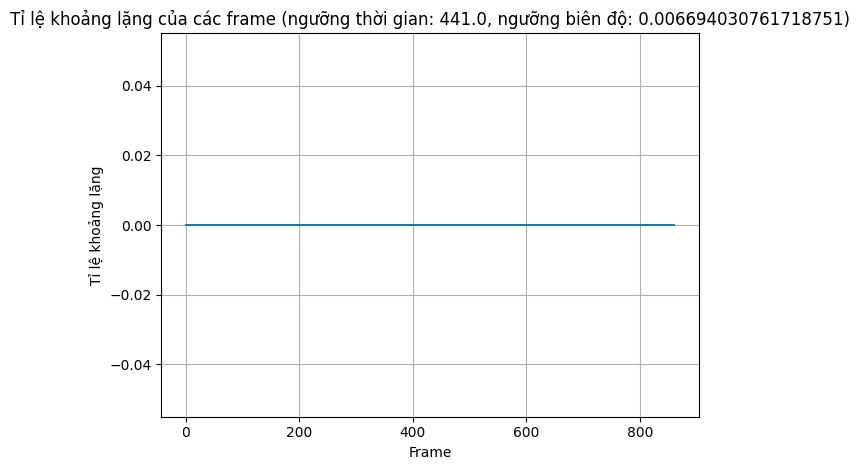 Tỉ lệ khoảng lặng của các frame (ngưỡng thời gian: 441.0, ngưỡng biên độ: 0.006694030761718751)
0.04
0.02
0.00
−0.02
−0.04
Tỉ lệ khoảng lặng
0 200 400 600 800
Frame